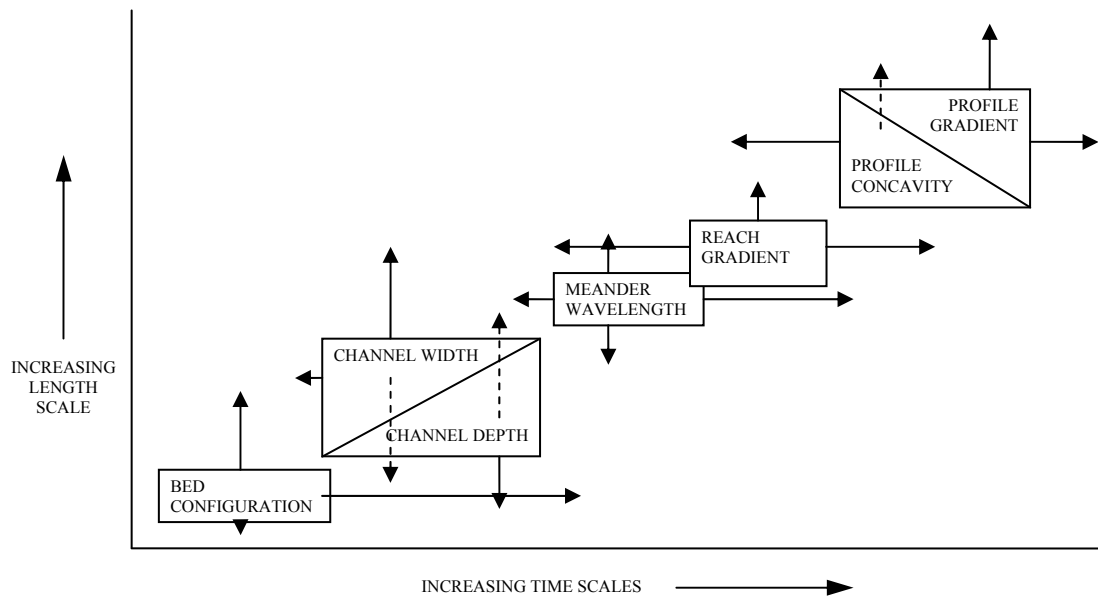 PROFILE
GRADIENT
PROFILE
CONCAVITY
REACH
GRADIENT
MEANDER
WAVELENGTH
CHANNEL WIDTH
CHANNEL DEPTH
BED
CONFIGURATION
INCREASING
LENGTH
SCALE
INCREASING TIME SCALES